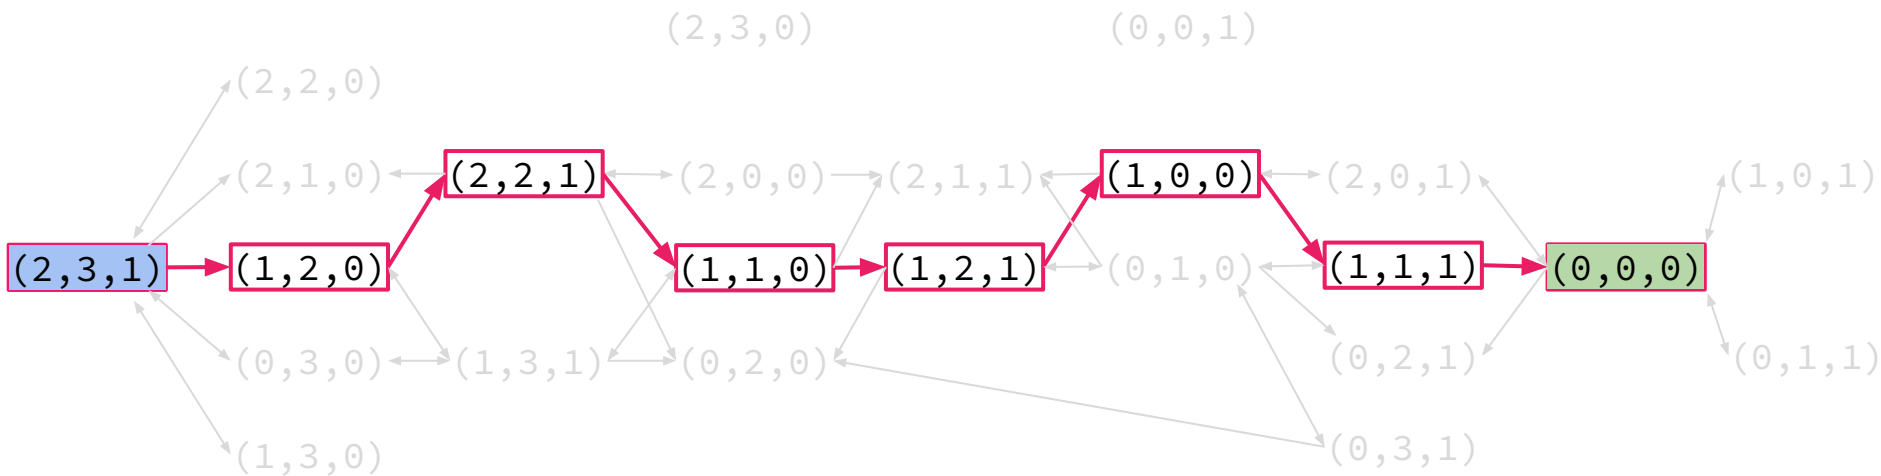 (2,3,0) (0,0,1)
(2,2,0)
(2,1,0) (2,2,1) (2,0,0) (2,1,1) (1,0,0) (2,0,1) (1,0,1)
(2,3,1) (1,2,0) (1,1,0) (1,2,1) (0,1,0) (1,1,1) (0,0,0)
(0,3,0) (1,3,1) (0,2,0) (0,2,1) (0,1,1)
(1,3,0) (0,3,1)